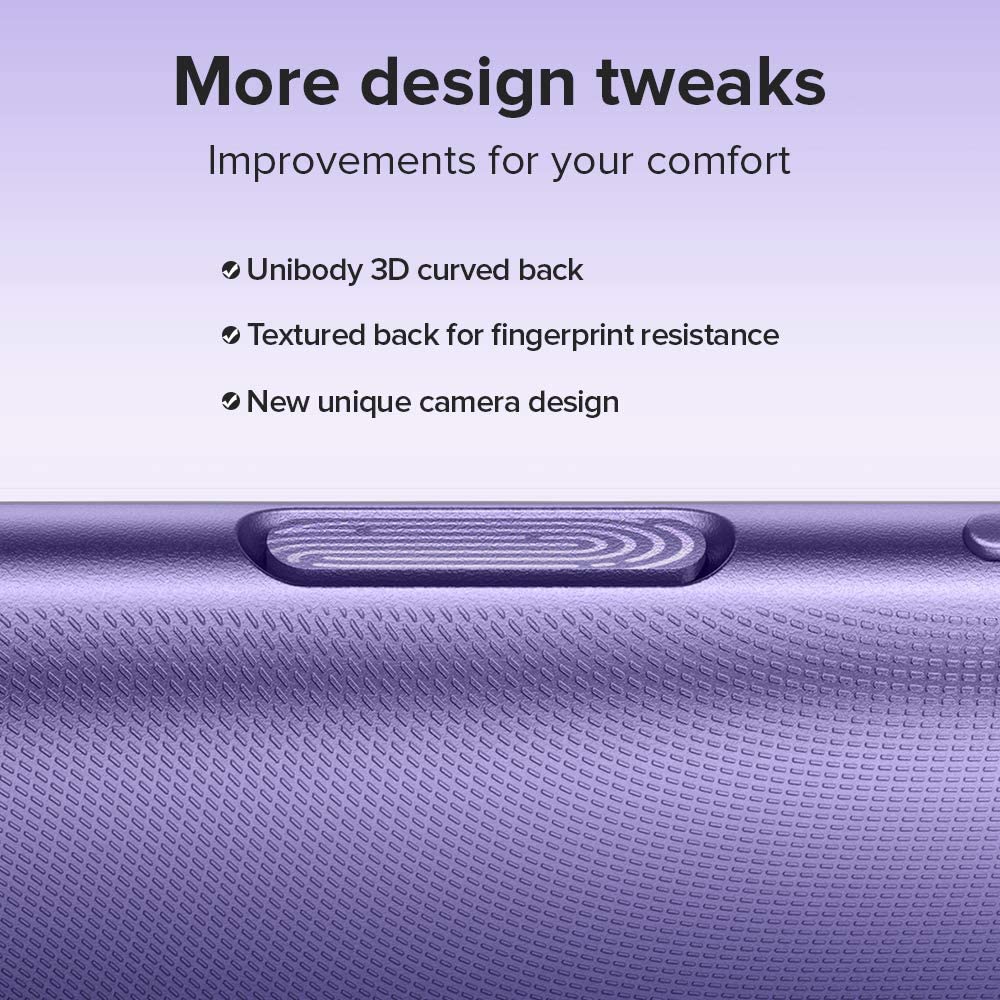 More design tweaks
Improvements for your comfort
Unibody 3D curved back
Textured back for fingerprint resistance
New unique camera design